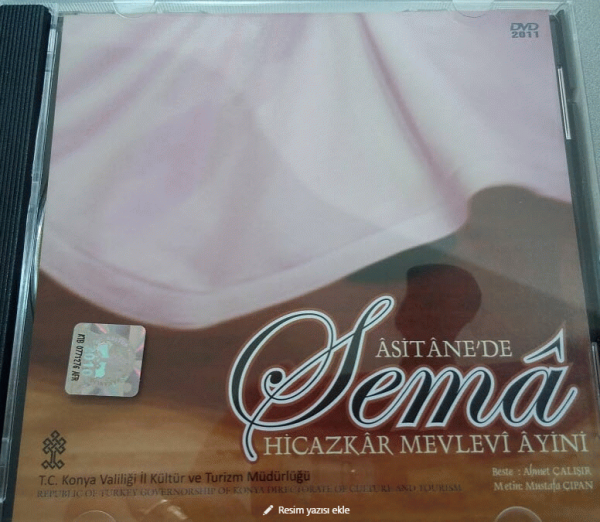 DVD
2011
ÂSİTÂNE'DE
Semâ
HİCAZKÂR MEVLEVÎ ÂYİNİ
Beste : Ahmet ÇALIŞIR
Metin: Mustafa ÇIPAN
T.C. Konya Valiliği İl Kültür ve Turizm Müdürlüğü
REPUBLIC OF TURKEY GOVERNORSHIP OF KONYA DIRECTORATE OF CULTURE AND TOURISM
Resim yazısı ekle